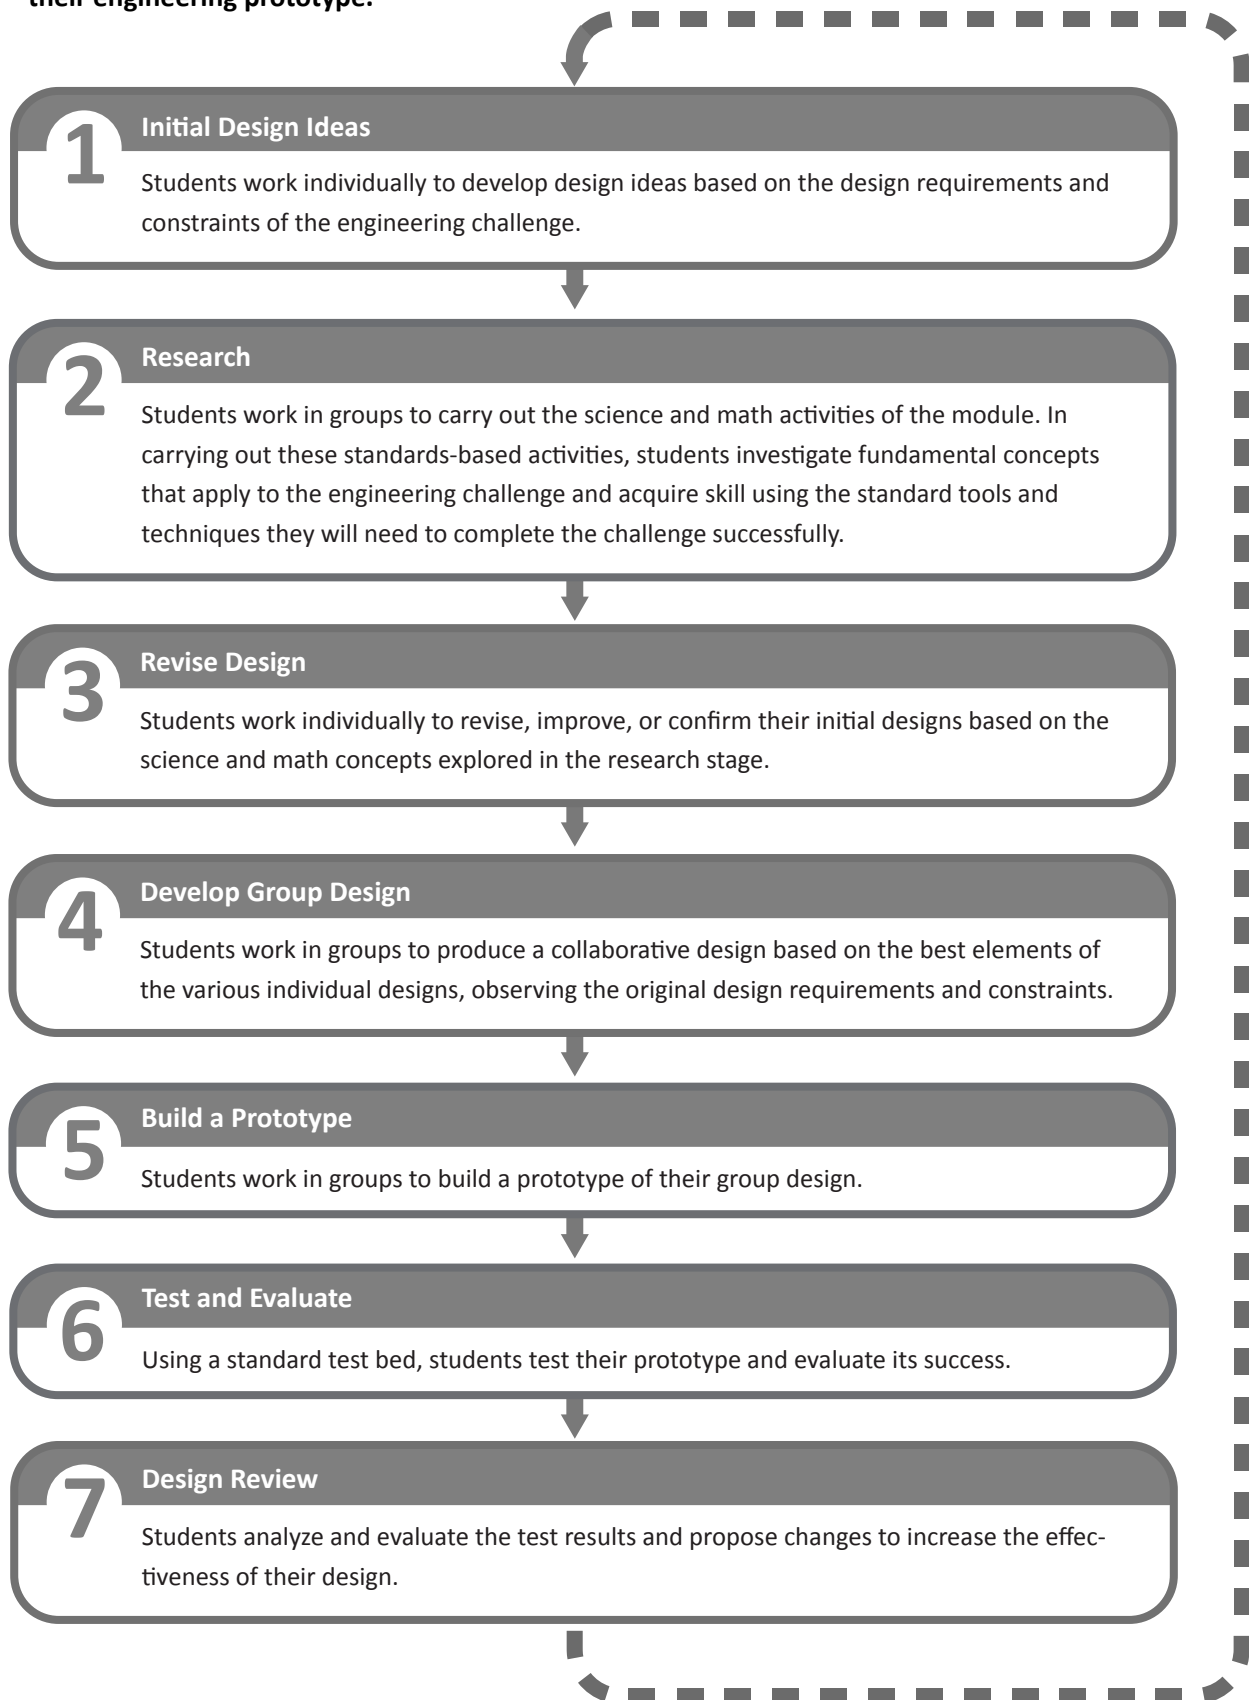 their engineering prototype.
1
Initial Design Ideas
Students work individually to develop design ideas based on the design requirements and
constraints of the engineering challenge.
2
Research
Students work in groups to carry out the science and math activities of the module. In
carrying out these standards-based activities, students investigate fundamental concepts
that apply to the engineering challenge and acquire skill using the standard tools and
techniques they will need to complete the challenge successfully.
3
Revise Design
Students work individually to revise, improve, or confirm their initial designs based on the
science and math concepts explored in the research stage.
4
Develop Group Design
Students work in groups to produce a collaborative design based on the best elements of
the various individual designs, observing the original design requirements and constraints.
5
Build a Prototype
Students work in groups to build a prototype of their group design.
6
Test and Evaluate
Using a standard test bed, students test their prototype and evaluate its success.
7
Design Review
Students analyze and evaluate the test results and propose changes to increase the effec-
tiveness of their design.